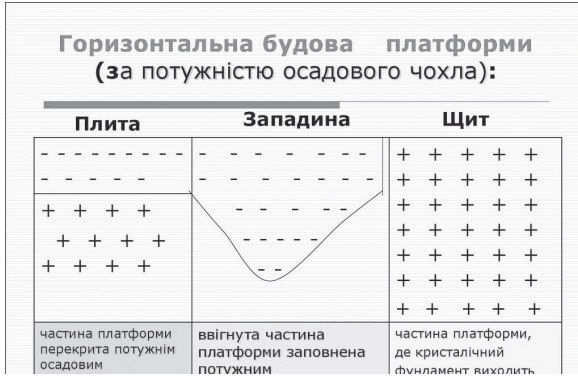 Горизонтальна будова платформи
(за потужністю осадового чохла):
Плита
Западина
Щит
- - - - - - - - -
- - - - -
+ + + +
+ + + +
+ + + +
- - - - - -
- - - - - -
- - - - -
- - - - -
- -
+ + + + +
+ + + + +
+ + + + +
+ + + + +
+ + + + +
+ + + + +
+ + + + +
частина платформи
перекрита потужнім
осадовим
ввігнута частина
платформи заповнена
потужним
частина платформи,
де кристалічний
фундамент виходить